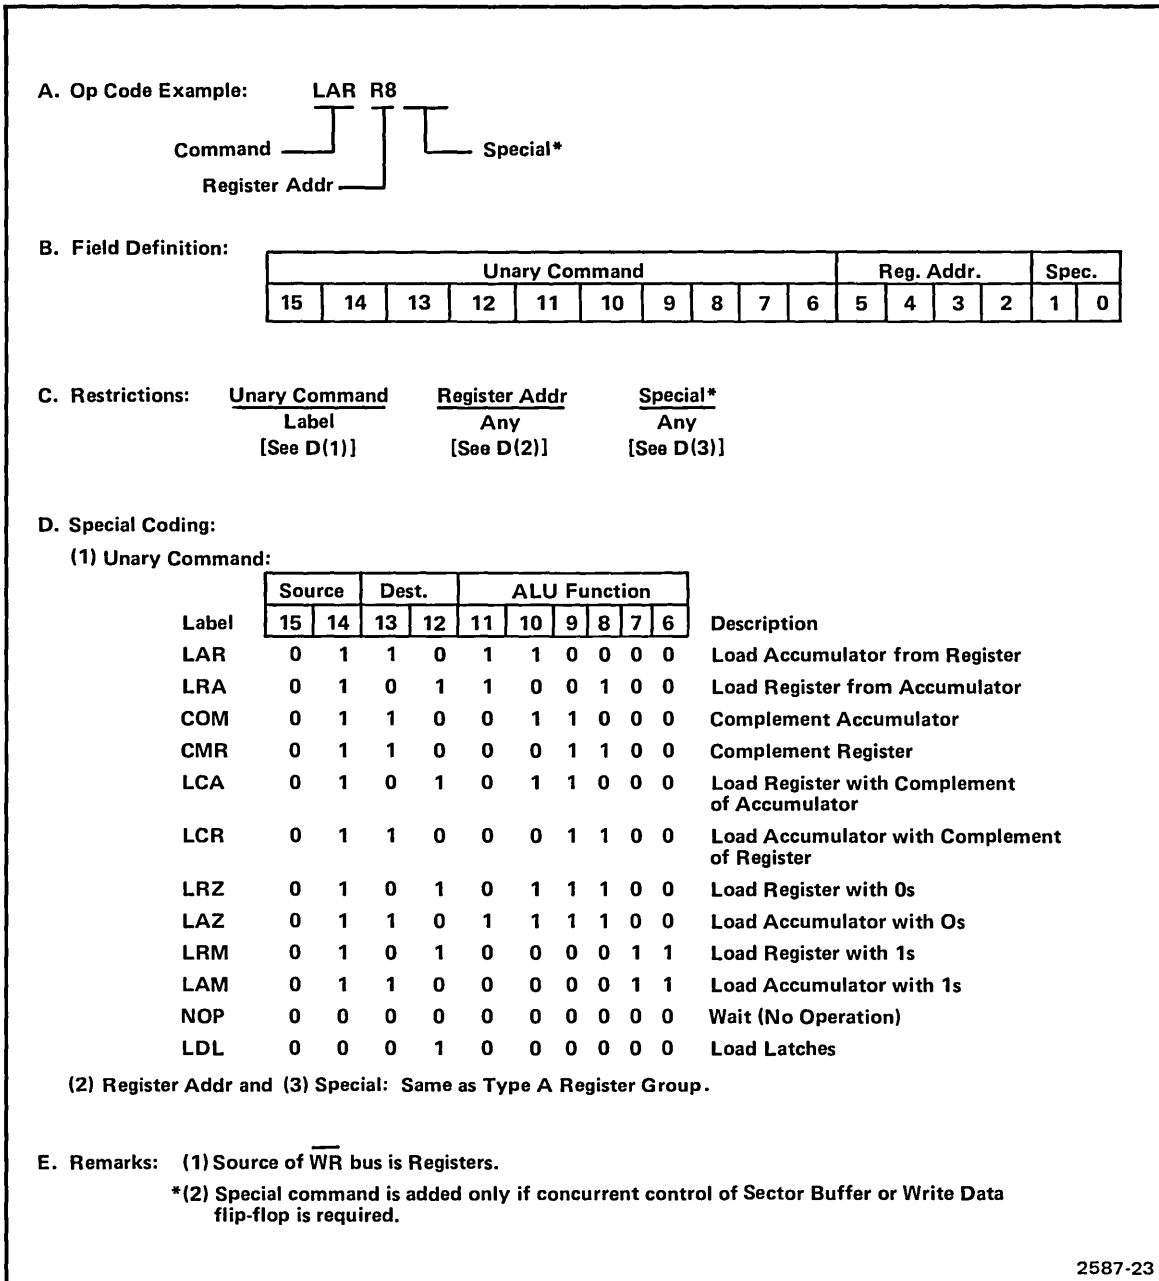 A. Op Code Example: LAR R8
Command Special*
Register Addr
B. Field Definition:
Unary Command Reg. Addr. Spec.
15 14 13 12 11 10 9 8 7 6 5 4 3 2 1 0
C. Restrictions: Unary Command Register Addr Special*
Label Any Any
[See D(1)] [See D(2)] [See D(3)]
D. Special Coding:
(1) Unary Command:
Source Dest. ALU Function
Label 15 14 13 12 11 10 9 8 7 6 Description
LAR 0 1 1 0 1 1 0 0 0 0 Load Accumulator from Register
LRA 0 1 0 1 1 0 0 1 0 0 Load Register from Accumulator
COM 0 1 1 0 0 1 1 0 0 0 Complement Accumulator
CMR 0 1 1 0 0 0 1 1 0 0 Complement Register
LCA 0 1 0 1 0 1 1 0 0 0 Load Register with Complement
of Accumulator
LCR 0 1 1 0 0 0 1 1 0 0 Load Accumulator with Complement
of Register
LRZ 0 1 0 1 0 1 1 1 0 0 Load Register with 0s
LAZ 0 1 1 0 1 1 1 1 0 0 Load Accumulator with Os
LRM 0 1 0 1 0 0 0 0 1 1 Load Register with 1s
LAM 0 1 1 0 0 0 0 0 1 1 Load Accumulator with 1s
NOP 0 0 0 0 0 0 0 0 0 0 Wait (No Operation)
LDL 0 0 0 1 0 0 0 0 0 0 Load Latches
(2) Register Addr and (3) Special: Same as Type A Register Group.
E. Remarks: (1) Source of W̅R̅ bus is Registers.
*(2) Special command is added only if concurrent control of Sector Buffer or Write Data
flip-flop is required.
2587-23